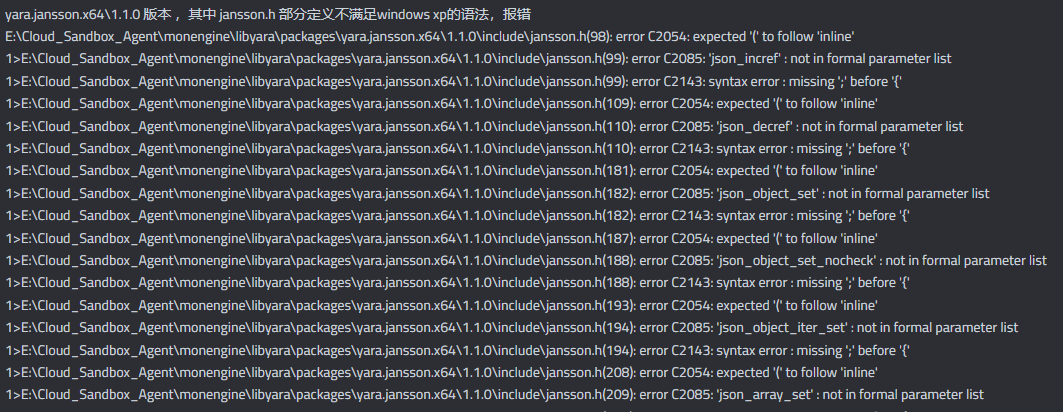 yara.jansson.x64\1.1.0 版本 ，其中 jansson.h 部分定义不满足windows xp的语法，报错
E:\Cloud_Sandbox_Agent\monengine\libyara\packages\yara.jansson.x64\1.1.0\include\jansson.h(98): error C2054: expected '(' to follow 'inline'
1>E:\Cloud_Sandbox_Agent\monengine\libyara\packages\yara.jansson.x64\1.1.0\include\jansson.h(99): error C2085: 'json_incref' : not in formal parameter list
1>E:\Cloud_Sandbox_Agent\monengine\libyara\packages\yara.jansson.x64\1.1.0\include\jansson.h(99): error C2143: syntax error : missing ';' before '{'
1>E:\Cloud_Sandbox_Agent\monengine\libyara\packages\yara.jansson.x64\1.1.0\include\jansson.h(109): error C2054: expected '(' to follow 'inline'
1>E:\Cloud_Sandbox_Agent\monengine\libyara\packages\yara.jansson.x64\1.1.0\include\jansson.h(110): error C2085: 'json_decref' : not in formal parameter list
1>E:\Cloud_Sandbox_Agent\monengine\libyara\packages\yara.jansson.x64\1.1.0\include\jansson.h(110): error C2143: syntax error : missing ';' before '{'
1>E:\Cloud_Sandbox_Agent\monengine\libyara\packages\yara.jansson.x64\1.1.0\include\jansson.h(181): error C2054: expected '(' to follow 'inline'
1>E:\Cloud_Sandbox_Agent\monengine\libyara\packages\yara.jansson.x64\1.1.0\include\jansson.h(182): error C2085: 'json_object_set' : not in formal parameter list
1>E:\Cloud_Sandbox_Agent\monengine\libyara\packages\yara.jansson.x64\1.1.0\include\jansson.h(182): error C2143: syntax error : missing ';' before '{'
1>E:\Cloud_Sandbox_Agent\monengine\libyara\packages\yara.jansson.x64\1.1.0\include\jansson.h(187): error C2054: expected '(' to follow 'inline'
1>E:\Cloud_Sandbox_Agent\monengine\libyara\packages\yara.jansson.x64\1.1.0\include\jansson.h(188): error C2085: 'json_object_set_nocheck' : not in formal parameter list
1>E:\Cloud_Sandbox_Agent\monengine\libyara\packages\yara.jansson.x64\1.1.0\include\jansson.h(188): error C2143: syntax error : missing ';' before '{'
1>E:\Cloud_Sandbox_Agent\monengine\libyara\packages\yara.jansson.x64\1.1.0\include\jansson.h(193): error C2054: expected '(' to follow 'inline'
1>E:\Cloud_Sandbox_Agent\monengine\libyara\packages\yara.jansson.x64\1.1.0\include\jansson.h(194): error C2085: 'json_object_iter_set' : not in formal parameter list
1>E:\Cloud_Sandbox_Agent\monengine\libyara\packages\yara.jansson.x64\1.1.0\include\jansson.h(194): error C2143: syntax error : missing ';' before '{'
1>E:\Cloud_Sandbox_Agent\monengine\libyara\packages\yara.jansson.x64\1.1.0\include\jansson.h(208): error C2054: expected '(' to follow 'inline'
1>E:\Cloud_Sandbox_Agent\monengine\libyara\packages\yara.jansson.x64\1.1.0\include\jansson.h(209): error C2085: 'json_array_set' : not in formal parameter list